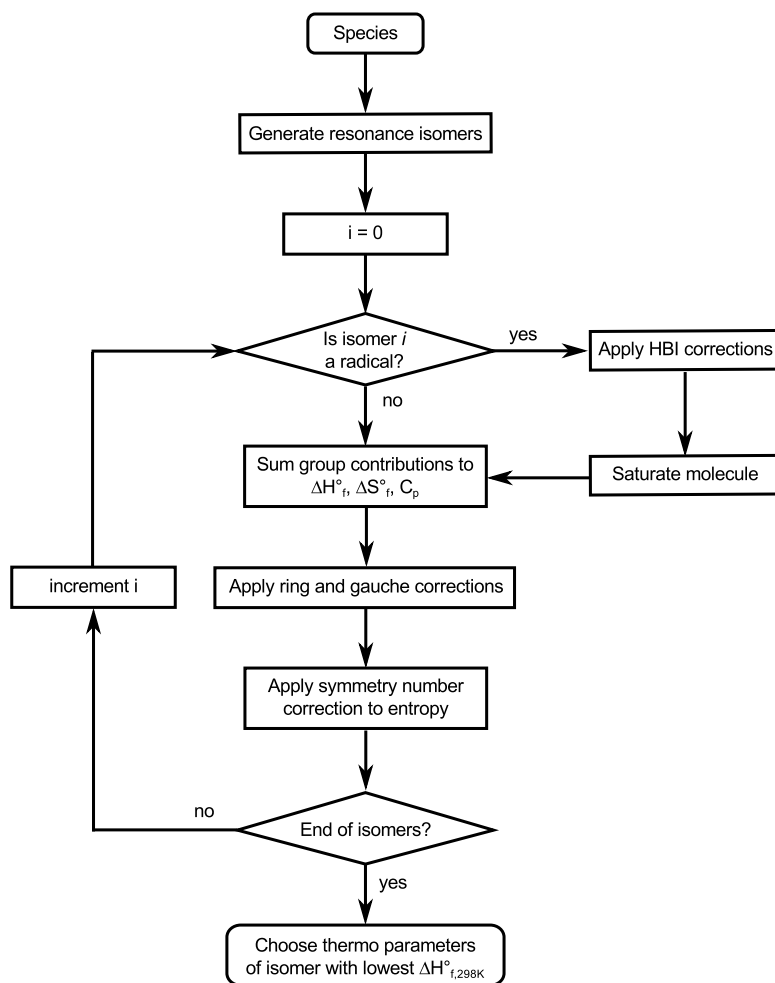 Species
Generate resonance isomers
i = 0
Is isomer i
a radical?
yes
Apply HBI corrections
no
Sum group contributions to
ΔH°f, ΔS°f, Cp
Saturate molecule
increment i
Apply ring and gauche corrections
Apply symmetry number
correction to entropy
no
End of isomers?
yes
Choose thermo parameters
of isomer with lowest ΔH°f,298K